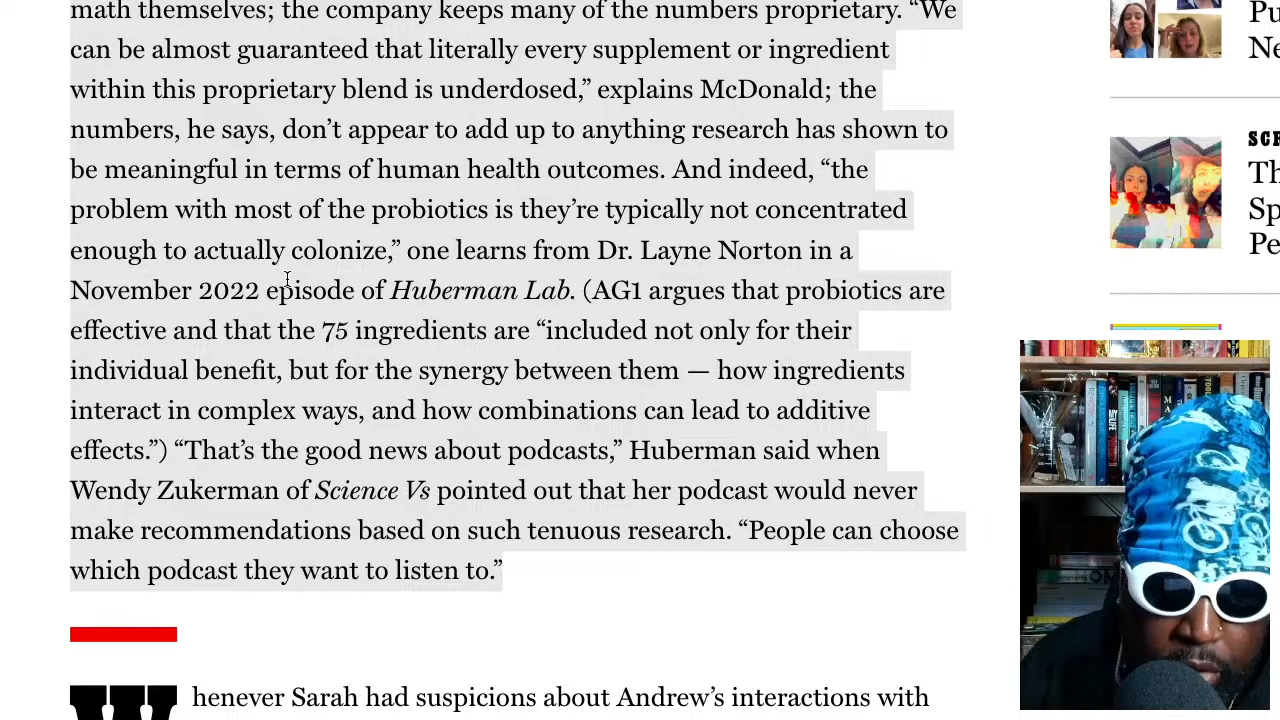 math themselves; the company keeps many of the numbers proprietary. “We
can be almost guaranteed that literally every supplement or ingredient
within this proprietary blend is underdosed,” explains McDonald; the
numbers, he says, don’t appear to add up to anything research has shown to
be meaningful in terms of human health outcomes. And indeed, “the
problem with most of the probiotics is they’re typically not concentrated
enough to actually colonize,” one learns from Dr. Layne Norton in a
November 2022 episode of Huberman Lab. (AG1 argues that probiotics are
effective and that the 75 ingredients are “included not only for their
individual benefit, but for the synergy between them — how ingredients
interact in complex ways, and how combinations can lead to additive
effects.”) “That’s the good news about podcasts,” Huberman said when
Wendy Zukerman of Science Vs pointed out that her podcast would never
make recommendations based on such tenuous research. “People can choose
which podcast they want to listen to.”
Whenever Sarah had suspicions about Andrew’s interactions with
Pu
Ne
SCR
Th
Sp
Pe